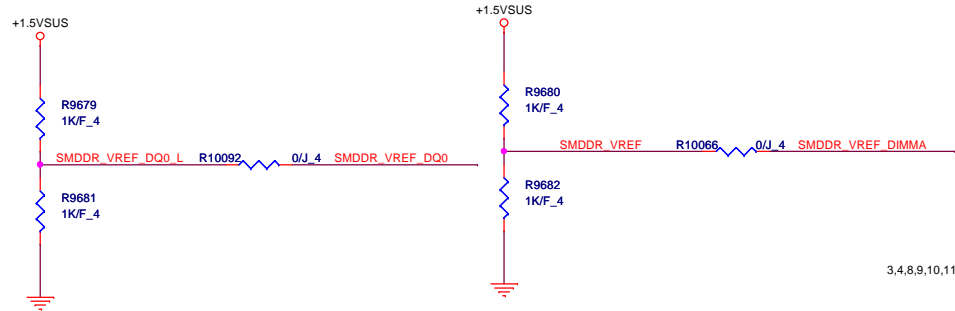 +1.5VSUS
R9679
1K/F_4
SMDDR_VREF_DQ0_L
R10092
0/J_4
SMDDR_VREF_DQ0
R9681
1K/F_4
+1.5VSUS
R9680
1K/F_4
SMDDR_VREF
R10066
0/J_4
SMDDR_VREF_DIMMA
R9682
1K/F_4
3,4,8,9,10,11